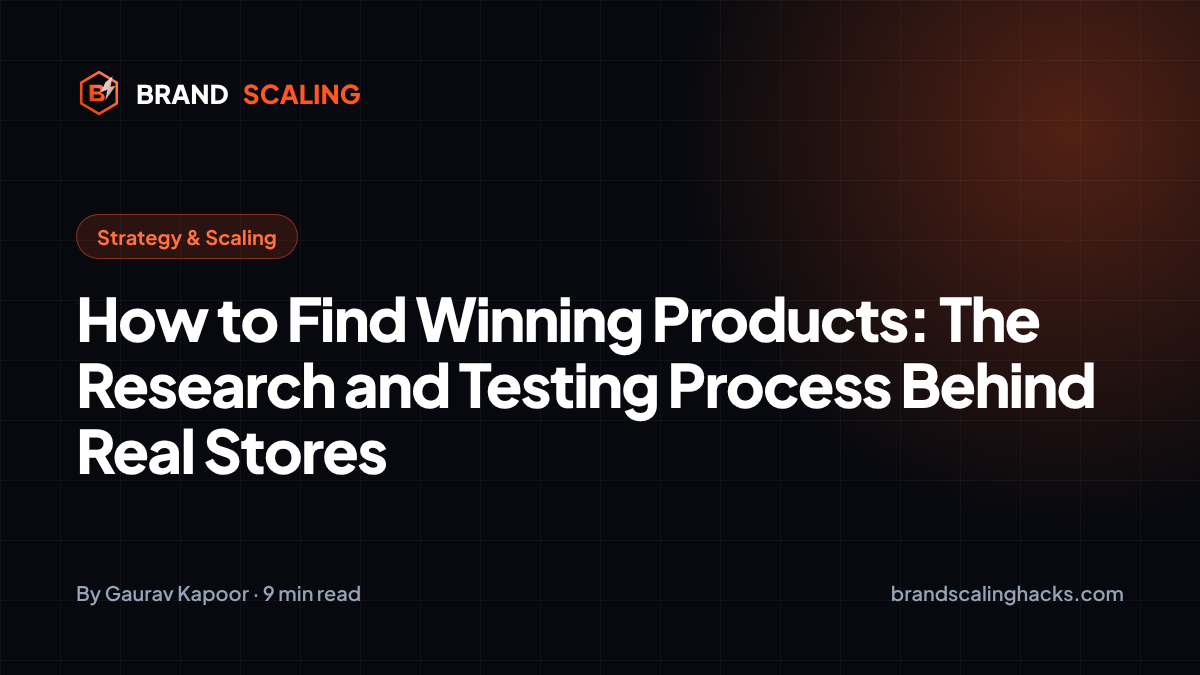 B
BRAND SCALING
Strategy & Scaling
How to Find Winning Products: The
Research and Testing Process Behind
Real Stores
By Gaurav Kapoor · 9 min read
brandscalinghacks.com